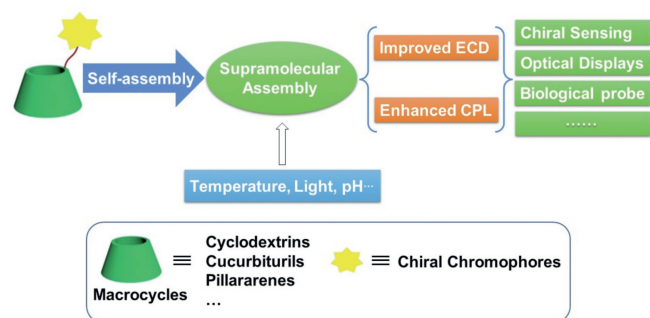 Self-assembly
Supramolecular
Assembly
Improved ECD
Enhanced CPL
Chiral Sensing
Optical Displays
Biological probe
......
Temperature, Light, pH...
Macrocycles
≡
Cyclodextrins
Cucurbiturils
Pillararenes
...
≡ Chiral Chromophores